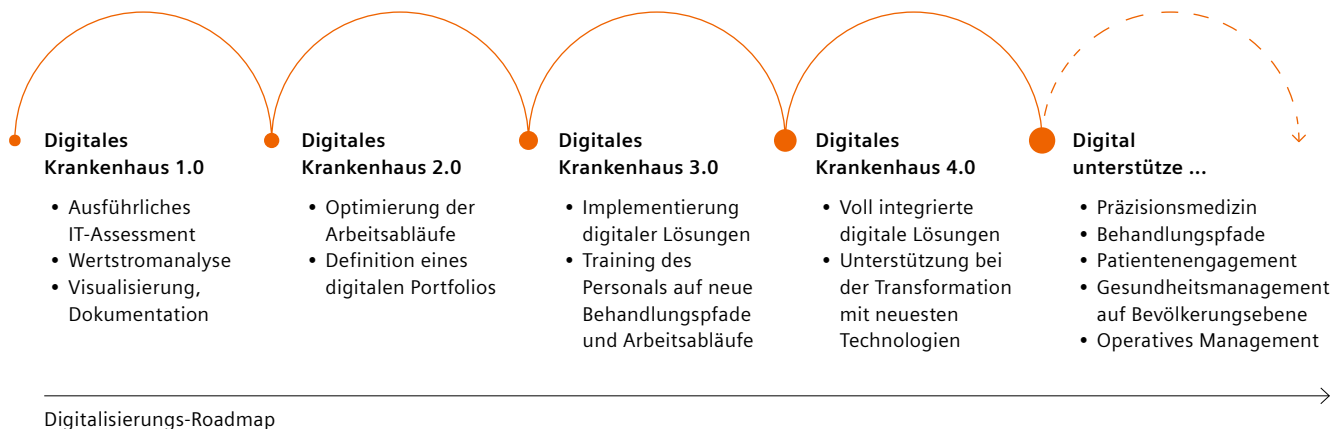 Digitales
Krankenhaus 1.0
• Ausführliches
IT-Assessment
• Wertstromanalyse
• Visualisierung,
Dokumentation
Digitales
Krankenhaus 2.0
• Optimierung der
Arbeitsabläufe
• Definition eines
digitalen Portfolios
Digitales
Krankenhaus 3.0
• Implementierung
digitaler Lösungen
• Training des
Personals auf neue
Behandlungspfade
und Arbeitsabläufe
Digitales
Krankenhaus 4.0
• Voll integrierte
digitale Lösungen
• Unterstützung bei
der Transformation
mit neuesten
Technologien
Digital
unterstütze ...
• Präzisionsmedizin
• Behandlungspfade
• Patientenengagement
• Gesundheitsmanagement
auf Bevölkerungsebene
• Operatives Management
Digitalisierungs-Roadmap